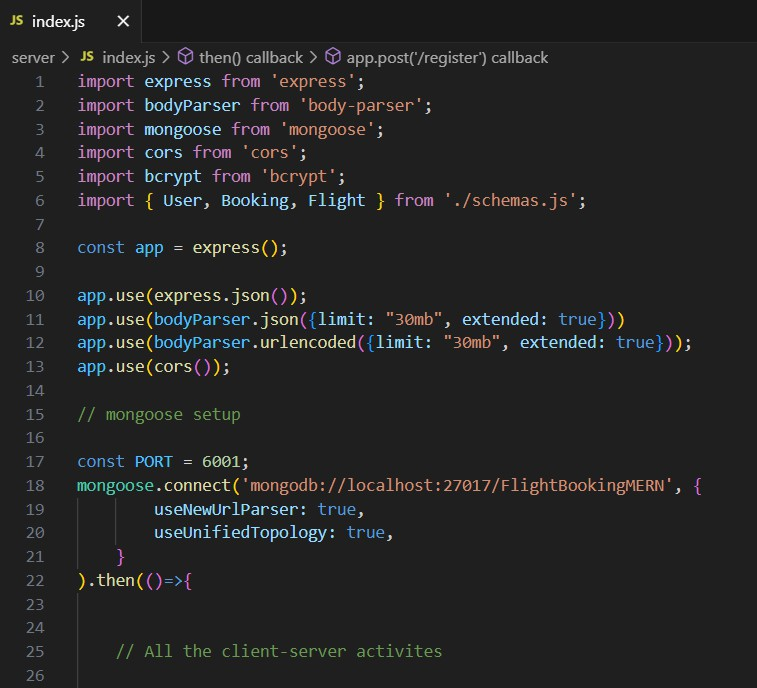 JS index.js ×
server > JS index.js > then() callback > app.post('/register') callback
1 import express from 'express';
2 import bodyParser from 'body-parser';
3 import mongoose from 'mongoose';
4 import cors from 'cors';
5 import bcrypt from 'bcrypt';
6 import { User, Booking, Flight } from './schemas.js';
7
8 const app = express();
9
10 app.use(express.json());
11 app.use(bodyParser.json({limit: "30mb", extended: true}))
12 app.use(bodyParser.urlencoded({limit: "30mb", extended: true}));
13 app.use(cors());
14
15 // mongoose setup
16
17 const PORT = 6001;
18 mongoose.connect('mongodb://localhost:27017/FlightBookingMERN', {
19         useNewUrlParser: true,
20         useUnifiedTopology: true,
21     }
22 ).then(()=>{
23
24
25     // All the client-server activites
26